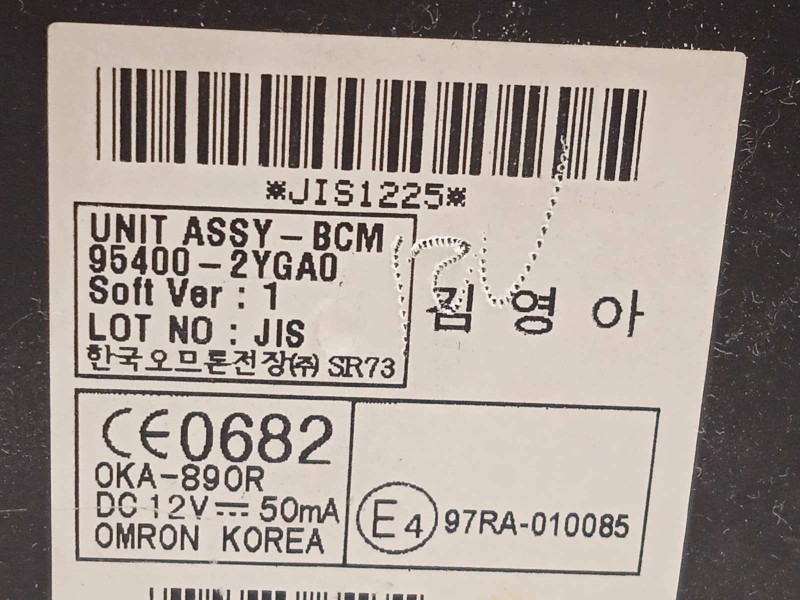 *JIS1225*
UNIT ASSY-BCM
95400-2YGA0
Soft Ver : 1
LOT NO : JIS
한국오므론전장(주) SR73
김 영 아
CE0682
OKA-890R
DC 12V ⎓ 50mA
OMRON KOREA
E4 97RA-010085